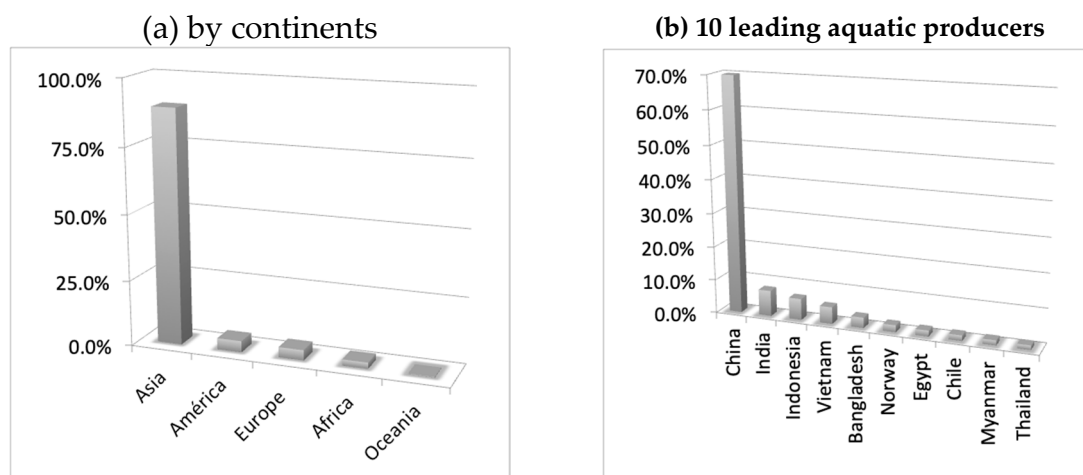 (a) by continents
100.0%
75.0%
50.0%
25.0%
0.0%
Asia
América
Europe
Africa
Oceania
(b) 10 leading aquatic producers
70.0%
60.0%
50.0%
40.0%
30.0%
20.0%
10.0%
0.0%
China
India
Indonesia
Vietnam
Bangladesh
Norway
Egypt
Chile
Myanmar
Thailand